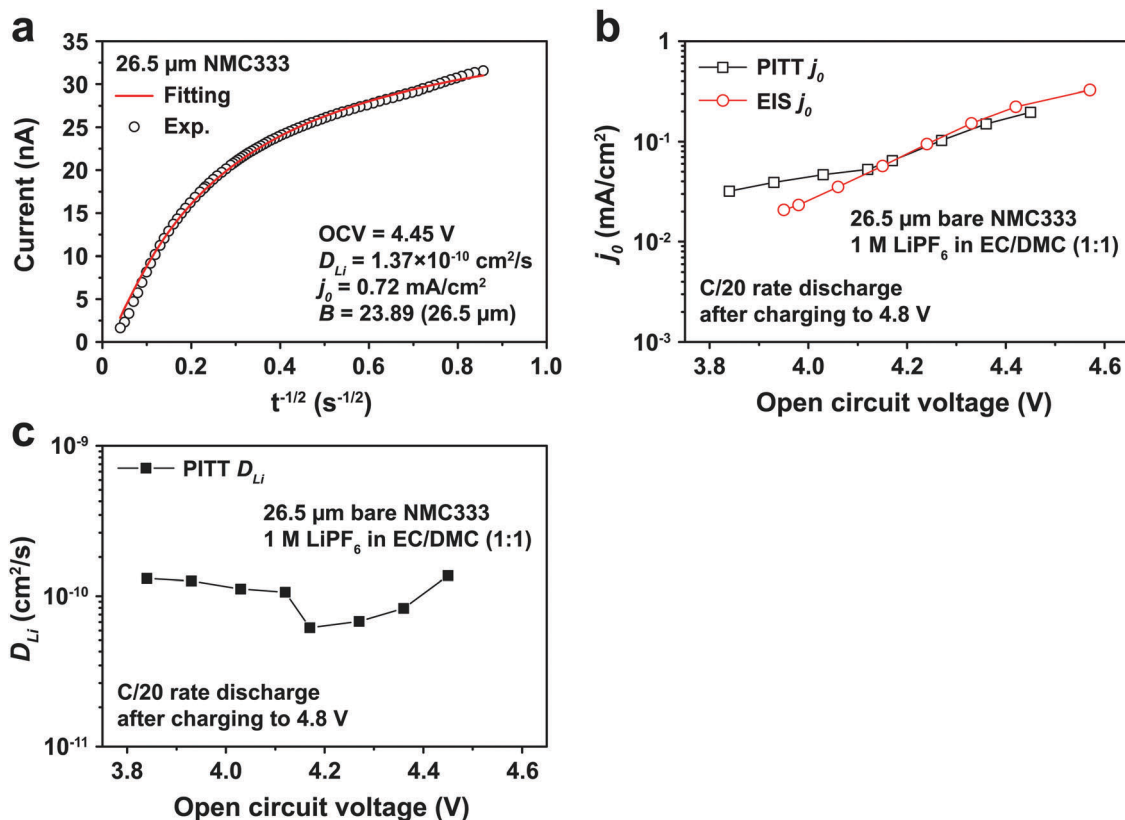 a
35
30
25
20
15
10
5
0
Current (nA)
26.5 µm NMC333
Fitting
Exp.
OCV = 4.45 V
D_Li = 1.37×10⁻¹⁰ cm²/s
j₀ = 0.72 mA/cm²
B = 23.89 (26.5 µm)
0.0 0.2 0.4 0.6 0.8 1.0
t⁻¹/² (s⁻¹/²)
b
1
10⁻¹
10⁻²
10⁻³
j₀ (mA/cm²)
PITT j₀
EIS j₀
26.5 µm bare NMC333
1 M LiPF₆ in EC/DMC (1:1)
C/20 rate discharge
after charging to 4.8 V
3.8 4.0 4.2 4.4 4.6
Open circuit voltage (V)
c
10⁻⁹
10⁻¹⁰
10⁻¹¹
D_Li (cm²/s)
PITT D_Li
26.5 µm bare NMC333
1 M LiPF₆ in EC/DMC (1:1)
C/20 rate discharge
after charging to 4.8 V
3.8 4.0 4.2 4.4 4.6
Open circuit voltage (V)